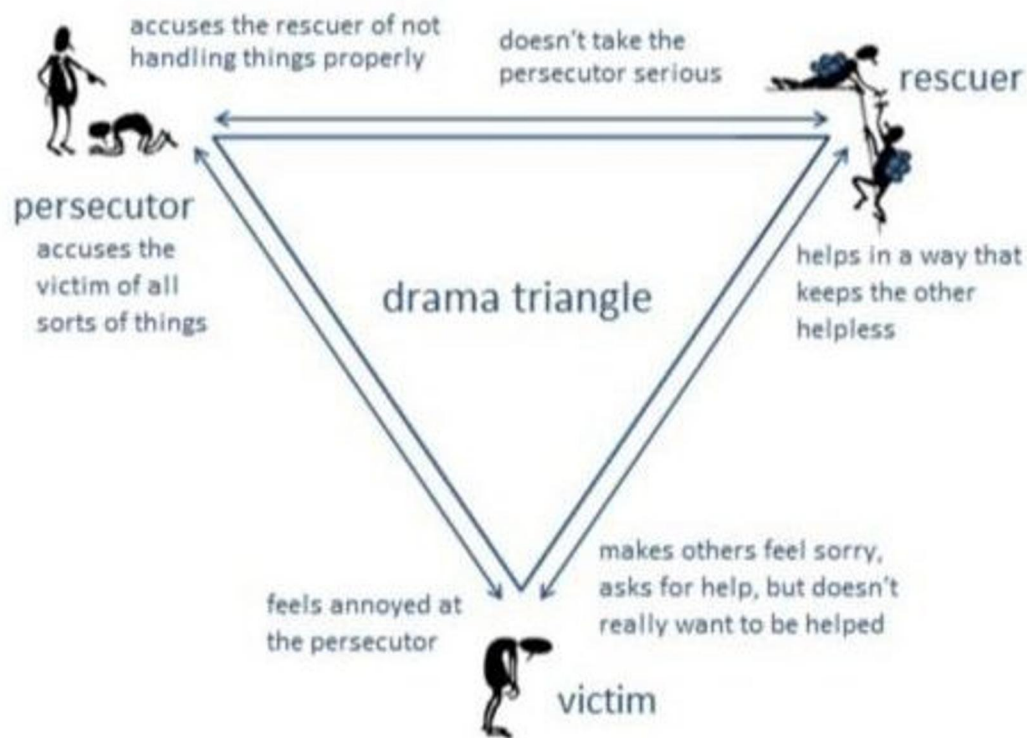 accuses the rescuer of not
handling things properly
doesn't take the
persecutor serious
rescuer
persecutor
accuses the
victim of all
sorts of things
drama triangle
helps in a way that
keeps the other
helpless
feels annoyed at
the persecutor
makes others feel sorry,
asks for help, but doesn't
really want to be helped
victim